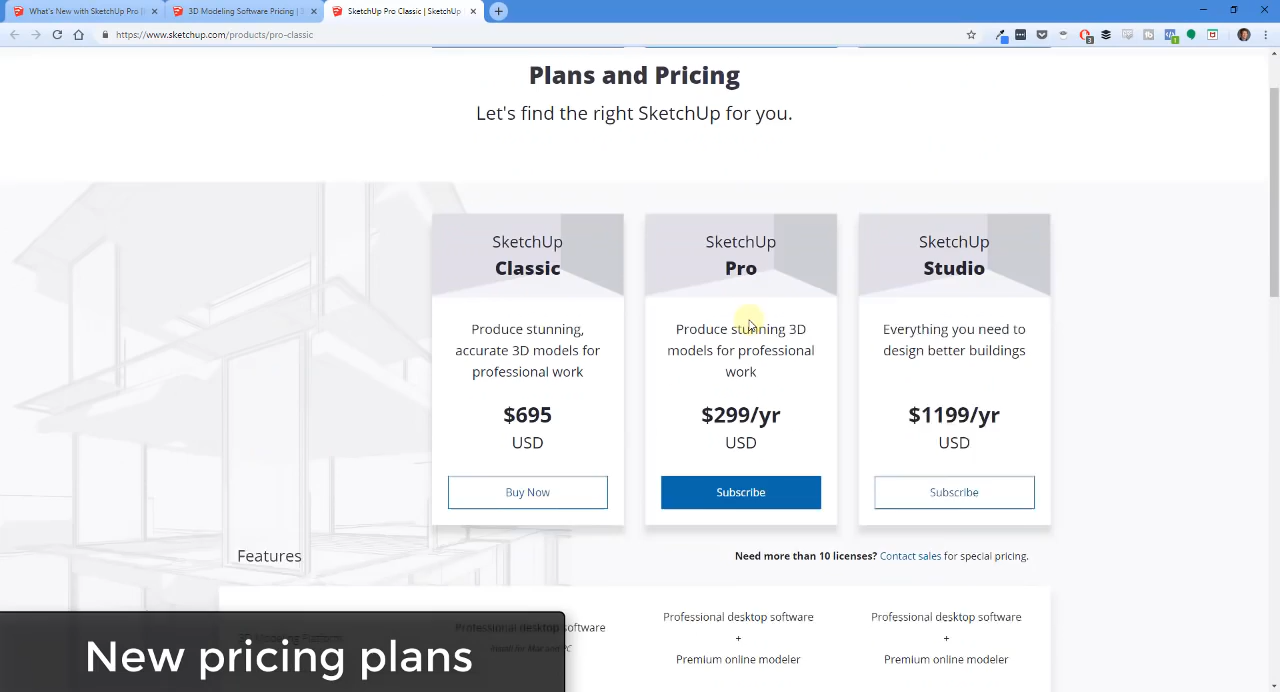 What's New with SketchUp Pro [
3D Modeling Software Pricing | S
SketchUp Pro Classic | SketchUp
https://www.sketchup.com/products/pro-classic
Plans and Pricing
Let's find the right SketchUp for you.
SketchUp
Classic
Produce stunning,
accurate 3D models for
professional work
$695
USD
Buy Now
SketchUp
Pro
Produce stunning 3D
models for professional
work
$299/yr
USD
Subscribe
SketchUp
Studio
Everything you need to
design better buildings
$1199/yr
USD
Subscribe
Need more than 10 licenses? Contact sales for special pricing.
Features
Professional desktop software
Professional desktop software
+
Premium online modeler
Professional desktop software
+
Premium online modeler
New pricing plans